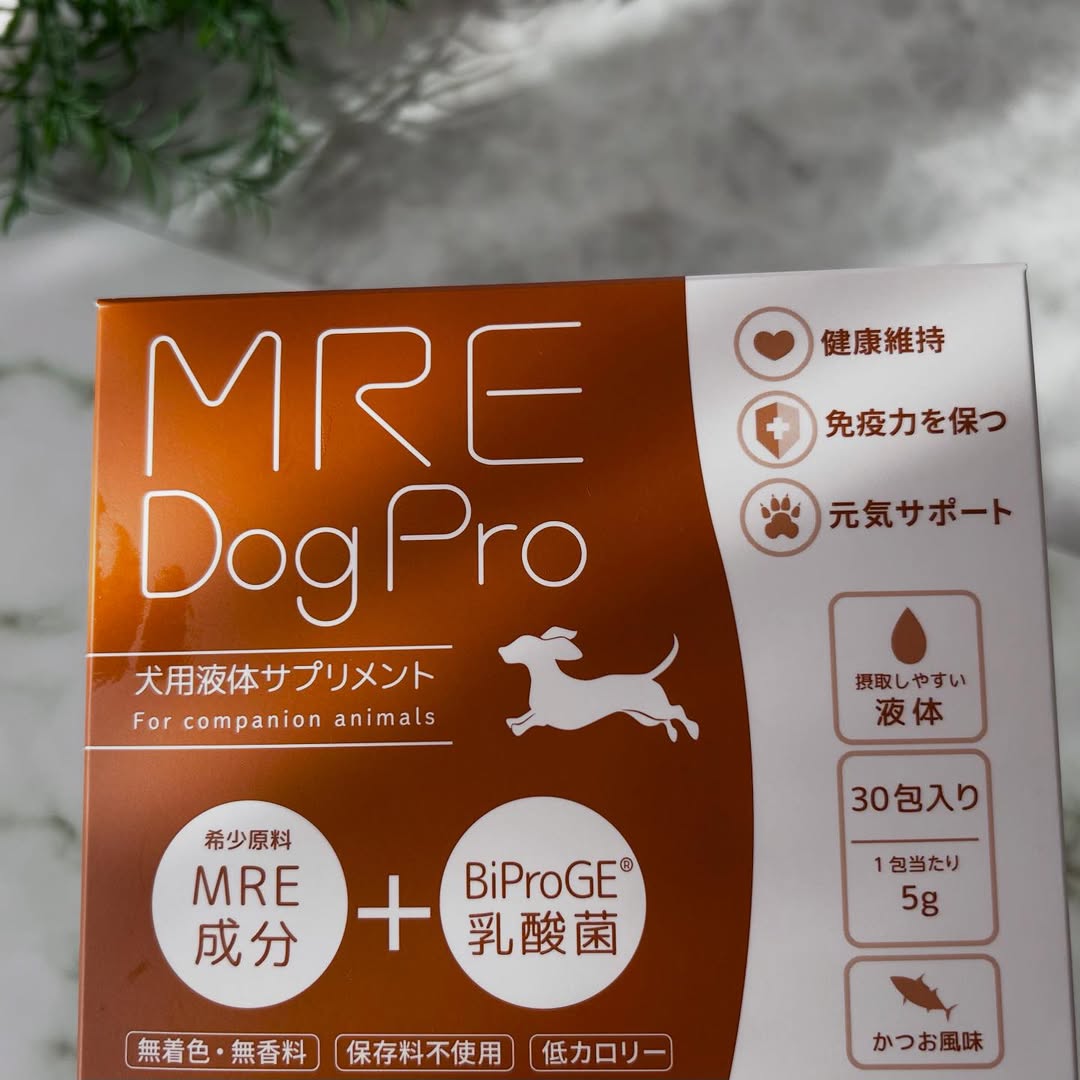 MRE
Dog Pro
犬用液体サプリメント
For companion animals
希少原料
MRE
成分
+
BiProGE®
乳酸菌
無着色・無香料
保存料不使用
低カロリー
健康維持
免疫力を保つ
元気サポート
摂取しやすい
液体
30包入り
1包当たり
5g
かつお風味